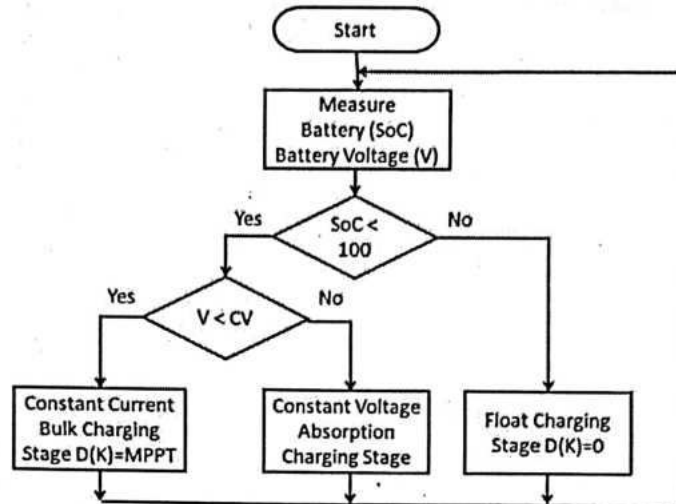 Start
Measure
Battery (SoC)
Battery Voltage (V)
Yes
SoC <
100
No
Yes
V < CV
No
Constant Current
Bulk Charging
Stage D(K)=MPPT
Constant Voltage
Absorption
Charging Stage
Float Charging
Stage D(K)=0